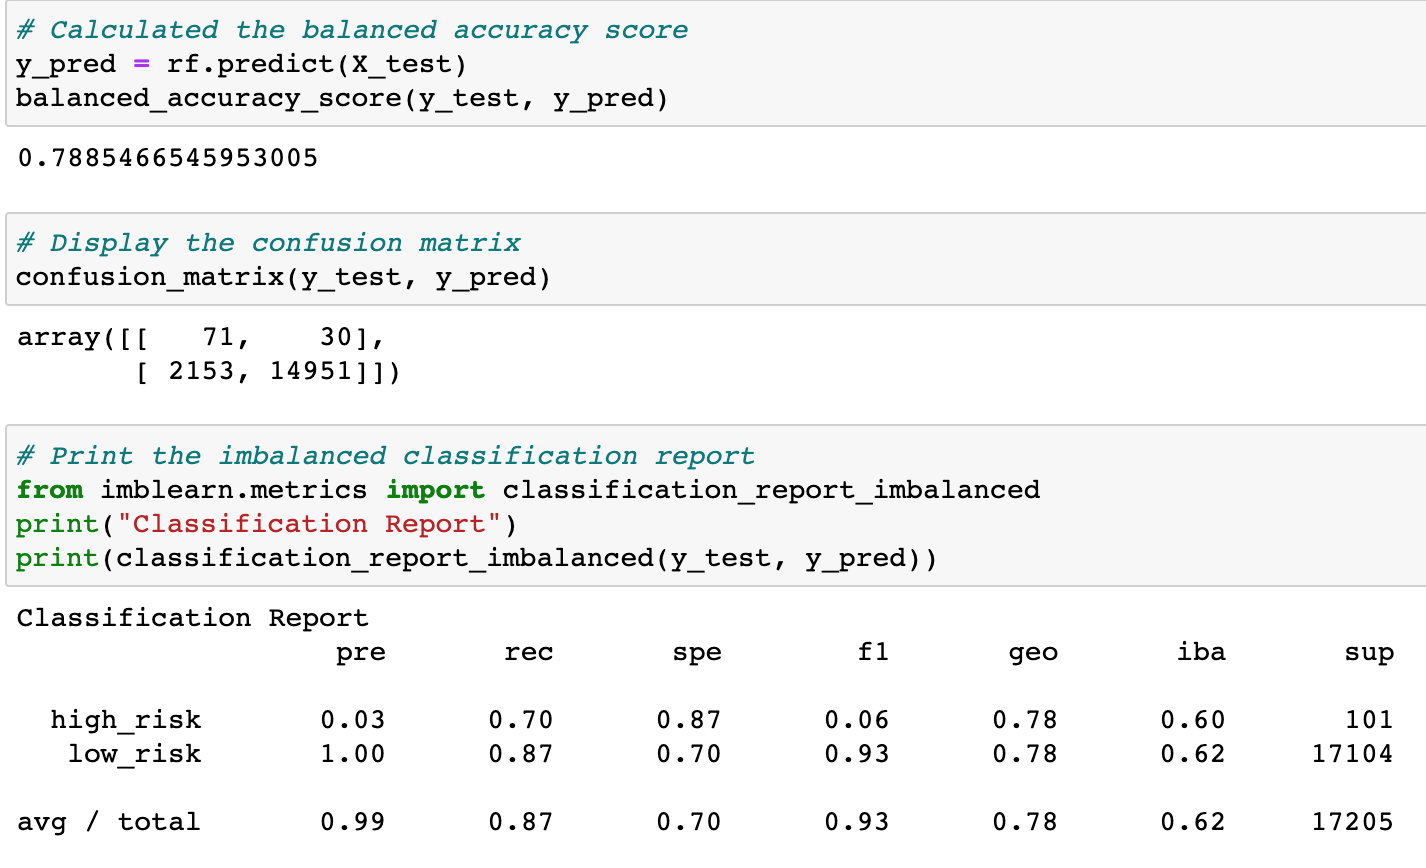 # Calculated the balanced accuracy score
y_pred = rf.predict(X_test)
balanced_accuracy_score(y_test, y_pred)
0.7885466545953005
# Display the confusion matrix
confusion_matrix(y_test, y_pred)
array([[   71,    30],
       [ 2153, 14951]])
# Print the imbalanced classification report
from imblearn.metrics import classification_report_imbalanced
print("Classification Report")
print(classification_report_imbalanced(y_test, y_pred))
Classification Report
                   pre       rec       spe        f1       geo       iba       sup
  high_risk       0.03      0.70      0.87      0.06      0.78      0.60       101
   low_risk       1.00      0.87      0.70      0.93      0.78      0.62     17104
avg / total       0.99      0.87      0.70      0.93      0.78      0.62     17205